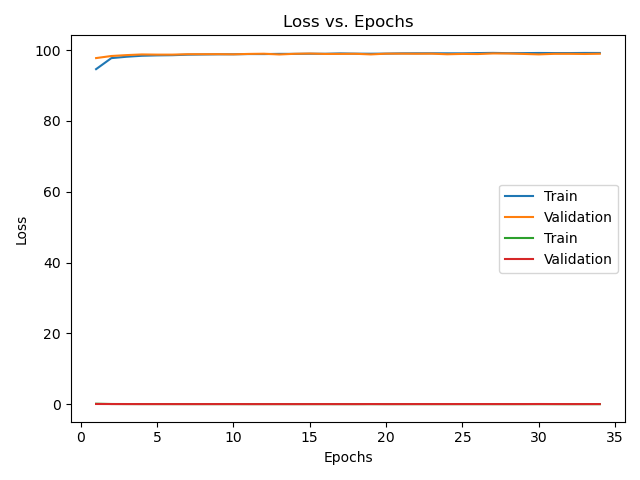 Loss vs. Epochs
100
80
60
40
20
0
Loss
Train
Validation
Train
Validation
0 5 10 15 20 25 30 35
Epochs